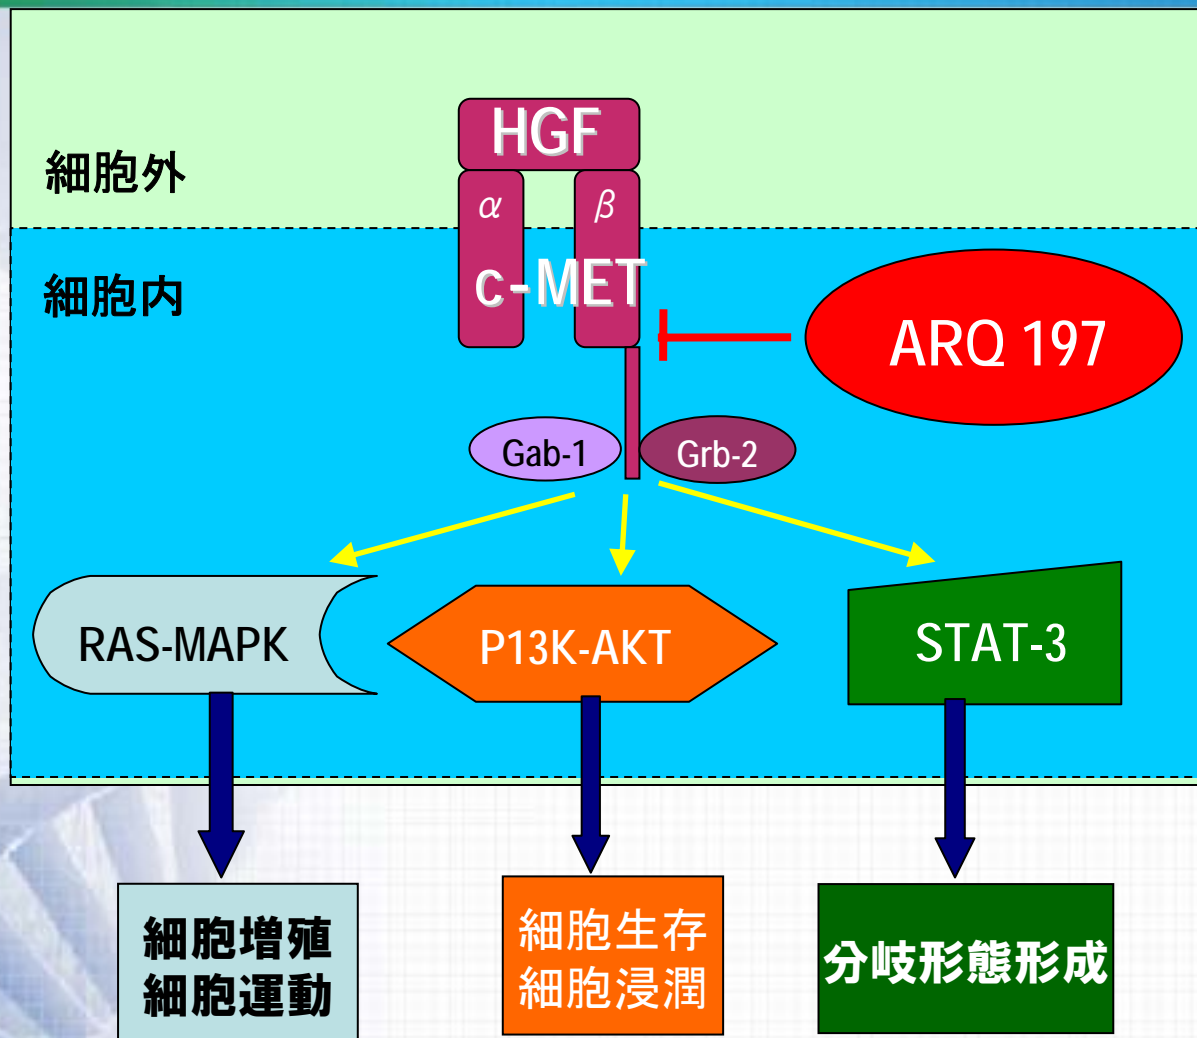 HGF
細胞外
α
β
細胞内
c-MET
ARQ 197
Gab-1
Grb-2
RAS-MAPK
P13K-AKT
STAT-3
細胞増殖
細胞運動
細胞生存
細胞浸潤
分岐形態形成